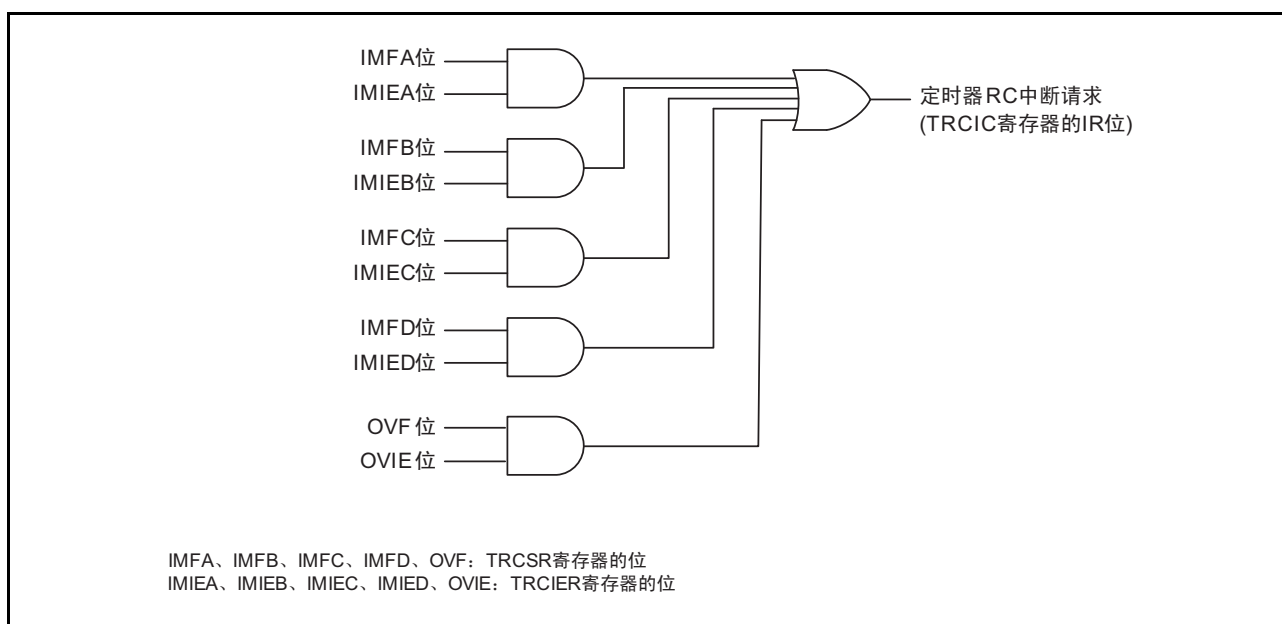 IMFA位
IMIEA位
IMFB位
IMIEB位
IMFC位
IMIEC位
IMFD位
IMIED位
OVF位
OVIE位
定时器RC中断请求
(TRCIC寄存器的IR位)
IMFA、IMFB、IMFC、IMFD、OVF：TRCSR寄存器的位
IMIEA、IMIEB、IMIEC、IMIED、OVIE：TRCIER寄存器的位